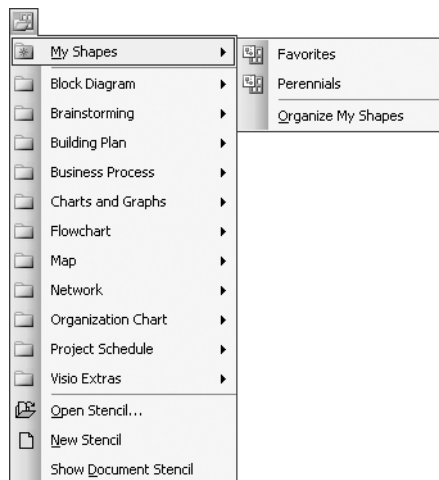 My Shapes
Favorites
Perennials
Organize My Shapes
Block Diagram
Brainstorming
Building Plan
Business Process
Charts and Graphs
Flowchart
Map
Network
Organization Chart
Project Schedule
Visio Extras
Open Stencil...
New Stencil
Show Document Stencil